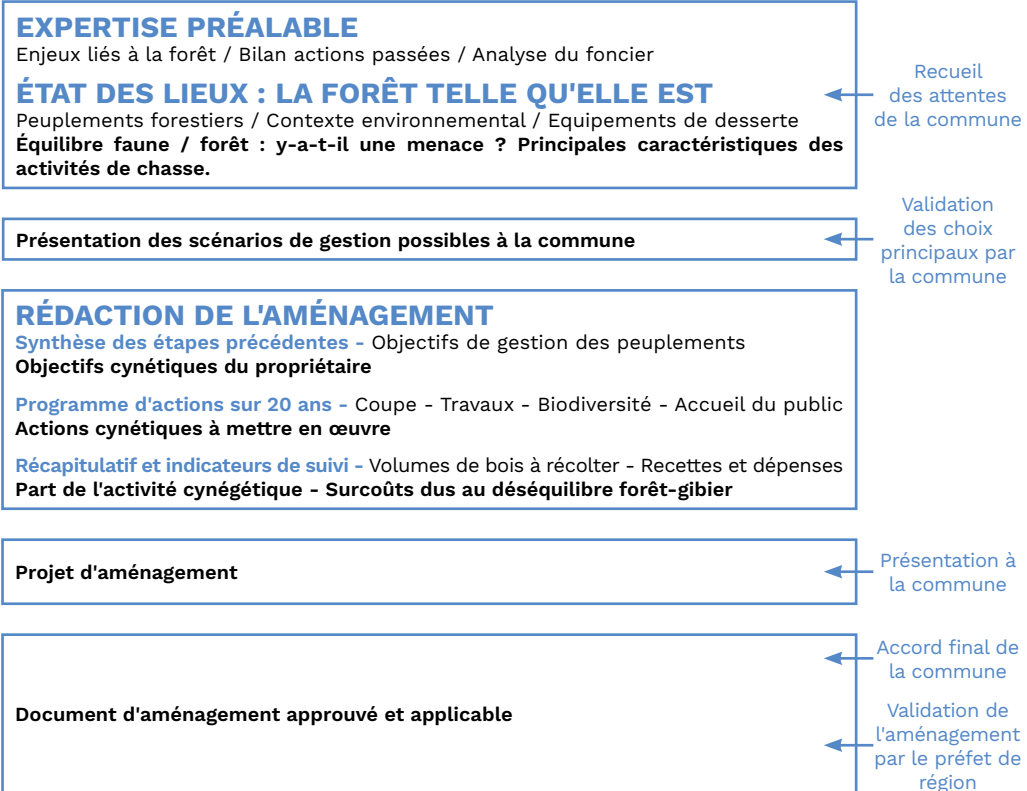 EXPERTISE PRÉALABLE
Enjeux liés à la forêt / Bilan actions passées / Analyse du foncier
ÉTAT DES LIEUX : LA FORÊT TELLE QU'ELLE EST
Peuplements forestiers / Contexte environnemental / Equipements de desserte
Équilibre faune / forêt : y-a-t-il une menace ? Principales caractéristiques des
activités de chasse.
Recueil
des attentes
de la commune
Présentation des scénarios de gestion possibles à la commune
Validation
des choix
principaux par
la commune
RÉDACTION DE L'AMÉNAGEMENT
Synthèse des étapes précédentes - Objectifs de gestion des peuplements
Objectifs cynétiques du propriétaire
Programme d'actions sur 20 ans - Coupe - Travaux - Biodiversité - Accueil du public
Actions cynétiques à mettre en œuvre
Récapitulatif et indicateurs de suivi - Volumes de bois à récolter - Recettes et dépenses
Part de l'activité cynégétique - Surcoûts dus au déséquilibre forêt-gibier
Projet d'aménagement
Présentation à
la commune
Document d'aménagement approuvé et applicable
Accord final de
la commune
Validation de
l'aménagement
par le préfet de
région